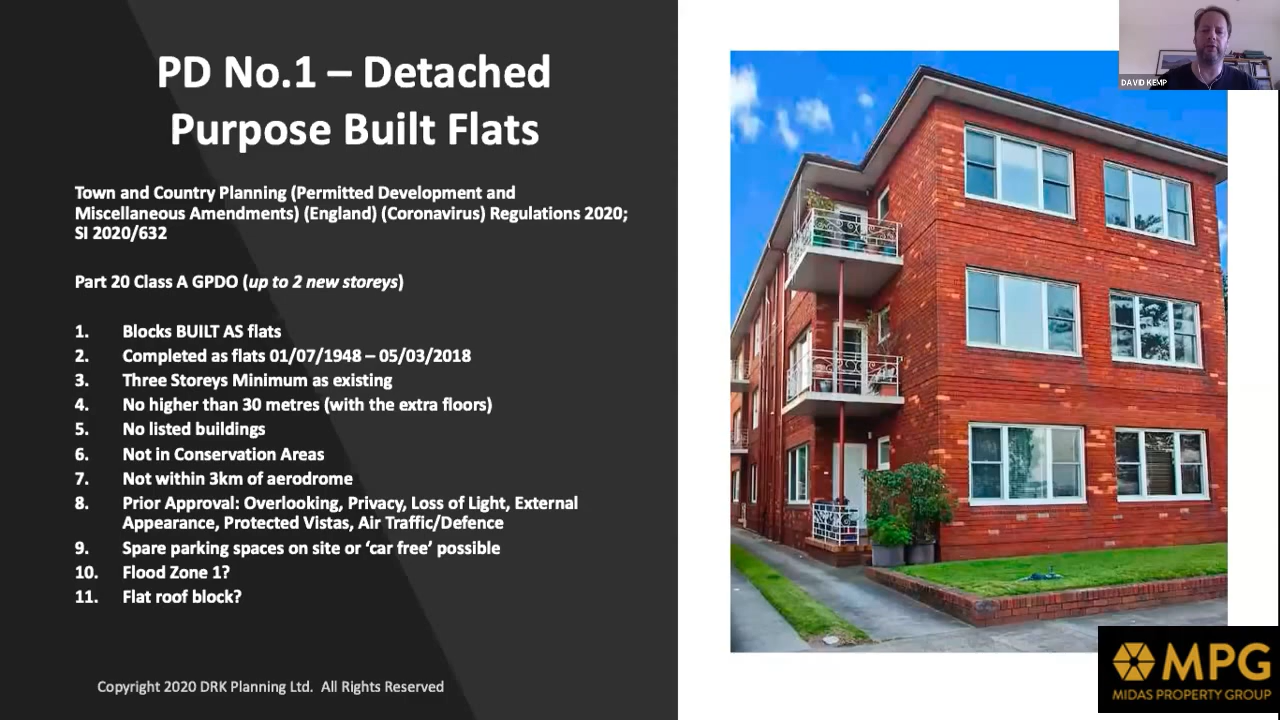 PD No.1 – Detached
Purpose Built Flats
Town and Country Planning (Permitted Development and
Miscellaneous Amendments) (England) (Coronavirus) Regulations 2020;
SI 2020/632
Part 20 Class A GPDO (up to 2 new storeys)
1. Blocks BUILT AS flats
2. Completed as flats 01/07/1948 – 05/03/2018
3. Three Storeys Minimum as existing
4. No higher than 30 metres (with the extra floors)
5. No listed buildings
6. Not in Conservation Areas
7. Not within 3km of aerodrome
8. Prior Approval: Overlooking, Privacy, Loss of Light, External
Appearance, Protected Vistas, Air Traffic/Defence
9. Spare parking spaces on site or ‘car free’ possible
10. Flood Zone 1?
11. Flat roof block?
Copyright 2020 DRK Planning Ltd. All Rights Reserved
DAVID KEMP
MPG
MIDAS PROPERTY GROUP